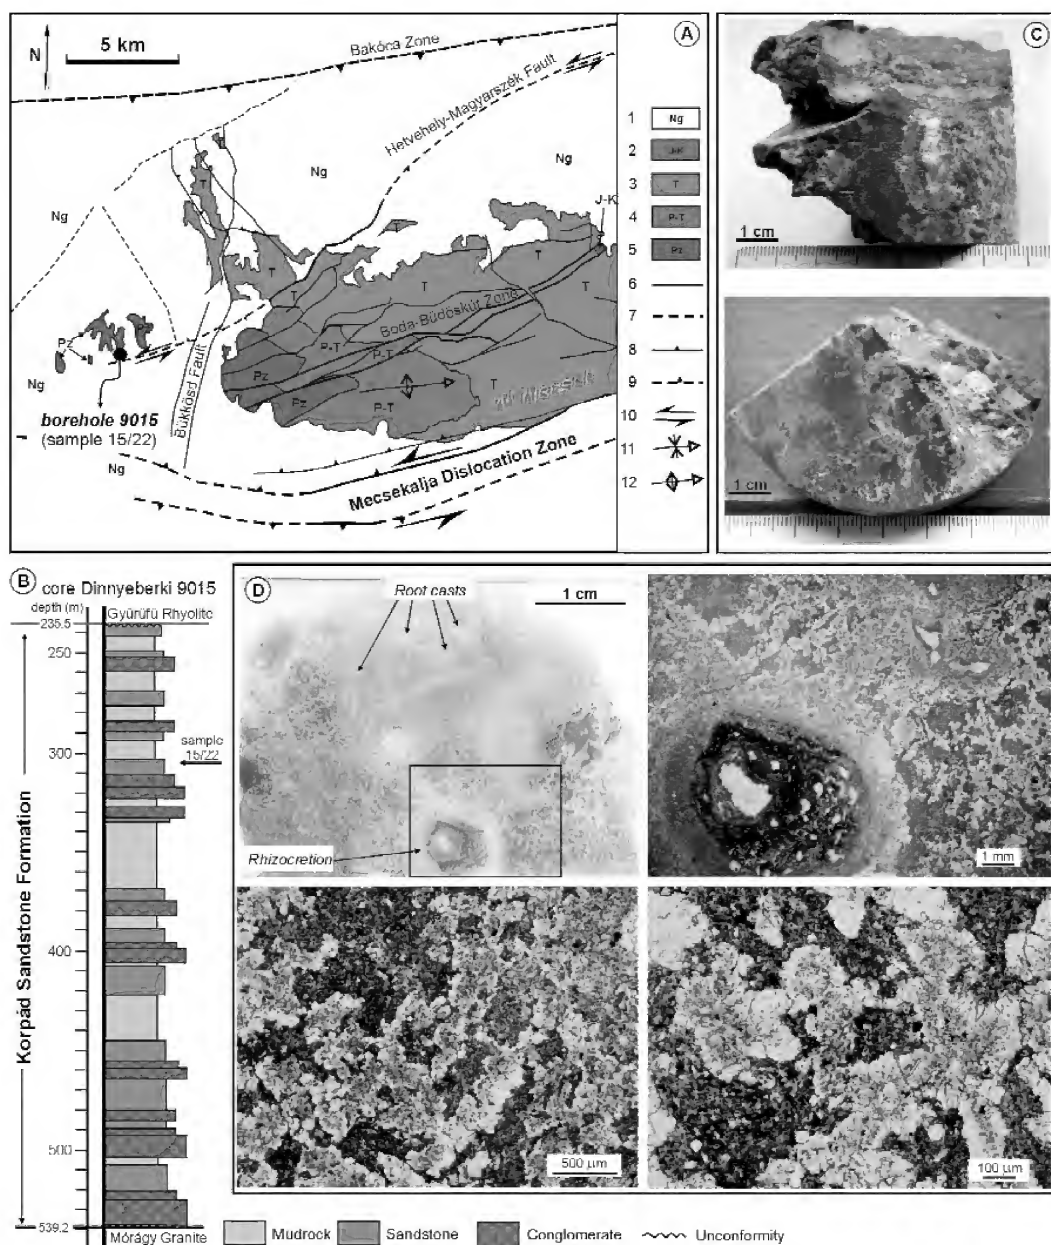 A
N
5 km
Bakóca Zone
Hetvehely-Magyarszék Fault
Ng
Ng
Ng
J-K
T
T
T
T
T
T
T
Boda-Büdöskút Zone
P-T
P-T
Pz
Pz
P-T
T
Pz
Ng
borehole 9015
(sample 15/22)
Bükkösd Fault
Ng
Mecsekalja Dislocation Zone
1 Ng
2 J-K
3 T
4 P-T
5 Pz
6
7
8
9
10
11
12
C
1 cm
1 cm
B
core Dinnyeberki 9015
depth (m)
Gyűrűfű Rhyolite
235.5
250
300
400
500
539.2
sample
15/22
Korpád Sandstone Formation
Mórágy Granite
D
Root casts
1 cm
Rhizocretion
1 mm
500 µm
100 µm
Mudrock
Sandstone
Conglomerate
Unconformity